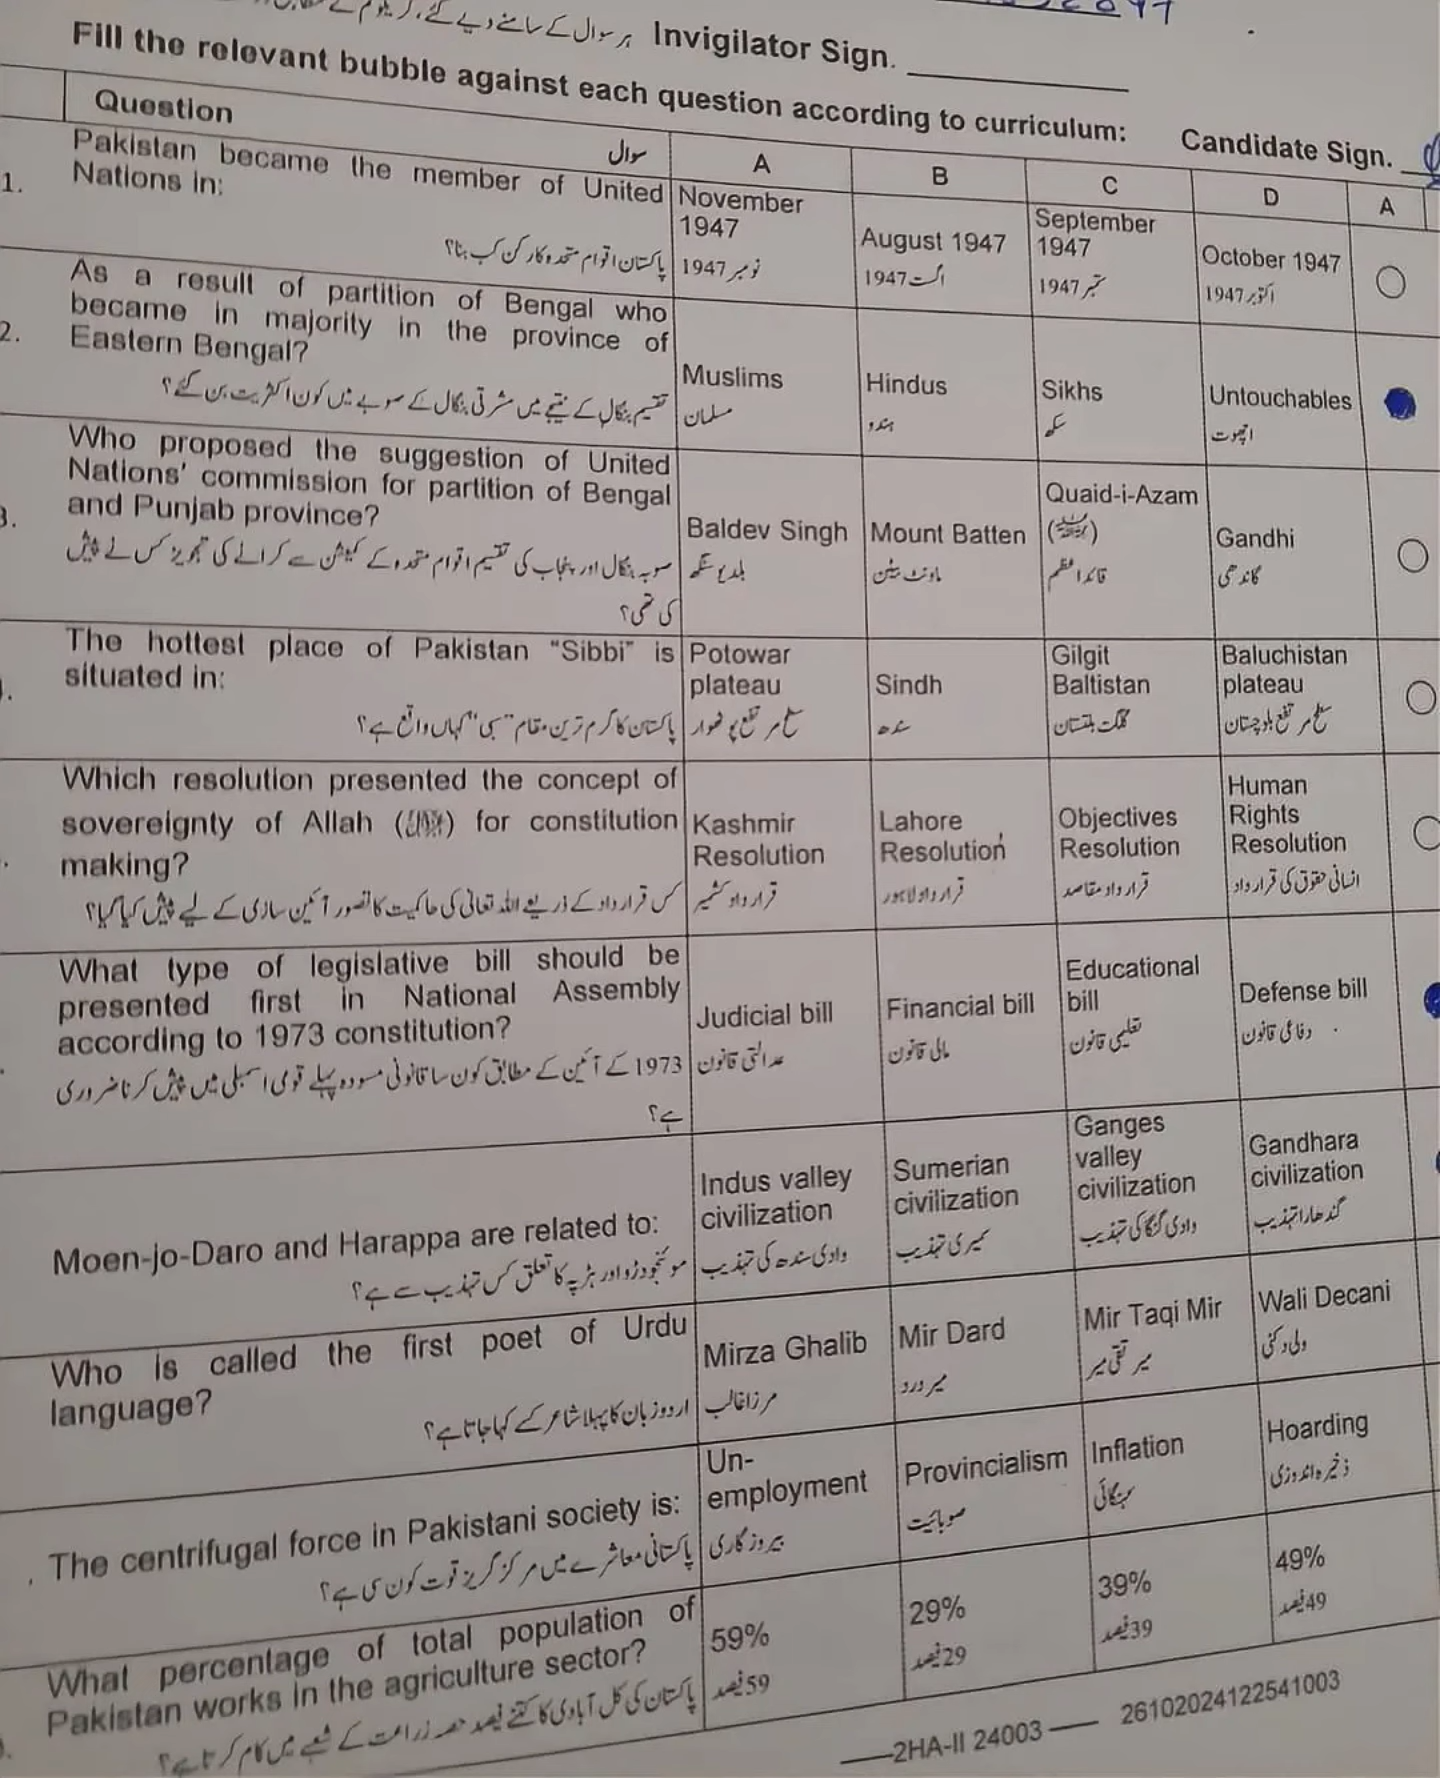 ہر سوال کے سامنے دیے گئے، کریکولم کے مطابق Invigilator Sign.
Fill the relevant bubble against each question according to curriculum: Candidate Sign.
Question سوال A B C D A
1. Pakistan became the member of United
Nations in:
پاکستان اقوام متحدہ کا رکن کب بنا؟
November
1947
نومبر 1947
August 1947
اگست 1947
September
1947
ستمبر 1947
October 1947
اکتوبر 1947
2. As a result of partition of Bengal who
became in majority in the province of
Eastern Bengal?
تقسیم بنگال کے نتیجے میں مشرقی بنگال کے صوبے میں کون اکثریت بن گئے؟
Muslims
مسلمان
Hindus
ہندو
Sikhs
سکھ
Untouchables
اچھوت
3. Who proposed the suggestion of United
Nations' commission for partition of Bengal
and Punjab province?
صوبہ بنگال اور پنجاب کی تقسیم اقوام متحدہ کے کمیشن سے کرانے کی تجویز کس نے پیش
کی تھی؟
Baldev Singh
بلدیو سنگھ
Mount Batten
ماونٹ بیٹن
Quaid-i-Azam
قائداعظم
Gandhi
گاندھی
The hottest place of Pakistan "Sibbi" is
situated in:
پاکستان کا گرم ترین مقام "سبی" کہاں واقع ہے؟
Potowar
plateau
سطح مرتفع پوٹھوار
Sindh
سندھ
Gilgit
Baltistan
گلگت بلتستان
Baluchistan
plateau
سطح مرتفع بلوچستان
Which resolution presented the concept of
sovereignty of Allah (ﷻ) for constitution
making?
کس قرارداد کے ذریعے اللہ تعالیٰ کی حاکمیت کا تصور آئین سازی کے لیے پیش کیا گیا؟
Kashmir
Resolution
قرارداد کشمیر
Lahore
Resolution
قرارداد لاہور
Objectives
Resolution
قرارداد مقاصد
Human
Rights
Resolution
انسانی حقوق کی قرارداد
What type of legislative bill should be
presented first in National Assembly
according to 1973 constitution?
1973 کے آئین کے مطابق کون سا قانونی مسودہ پہلے قومی اسمبلی میں پیش کرنا ضروری
ہے؟
Judicial bill
عدالتی قانون
Financial bill
مالی قانون
Educational
bill
تعلیمی قانون
Defense bill
دفاعی قانون
Moen-jo-Daro and Harappa are related to:
موئنجودڑو اور ہڑپہ کا تعلق کس تہذیب سے ہے؟
Indus valley
civilization
وادی سندھ کی تہذیب
Sumerian
civilization
سمیری تہذیب
Ganges
valley
civilization
وادی گنگا کی تہذیب
Gandhara
civilization
گندھارا تہذیب
Who is called the first poet of Urdu
language?
اردو زبان کا پہلا شاعر کسے کہا جاتا ہے؟
Mirza Ghalib
مرزا غالب
Mir Dard
میر درد
Mir Taqi Mir
میر تقی میر
Wali Decani
ولی دکنی
The centrifugal force in Pakistani society is:
پاکستانی معاشرے میں مرکز گریز قوت کون سی ہے؟
Un-
employment
بیروزگاری
Provincialism
صوبائیت
Inflation
مہنگائی
Hoarding
ذخیرہ اندوزی
What percentage of total population of
Pakistan works in the agriculture sector?
پاکستان کی کل آبادی کا کتنے فیصد حصہ زراعت کے شعبے میں کام کرتا ہے؟
59%
59 فیصد
29%
29 فیصد
39%
39 فیصد
49%
49 فیصد
2HA-II 24003 — 26102024122541003